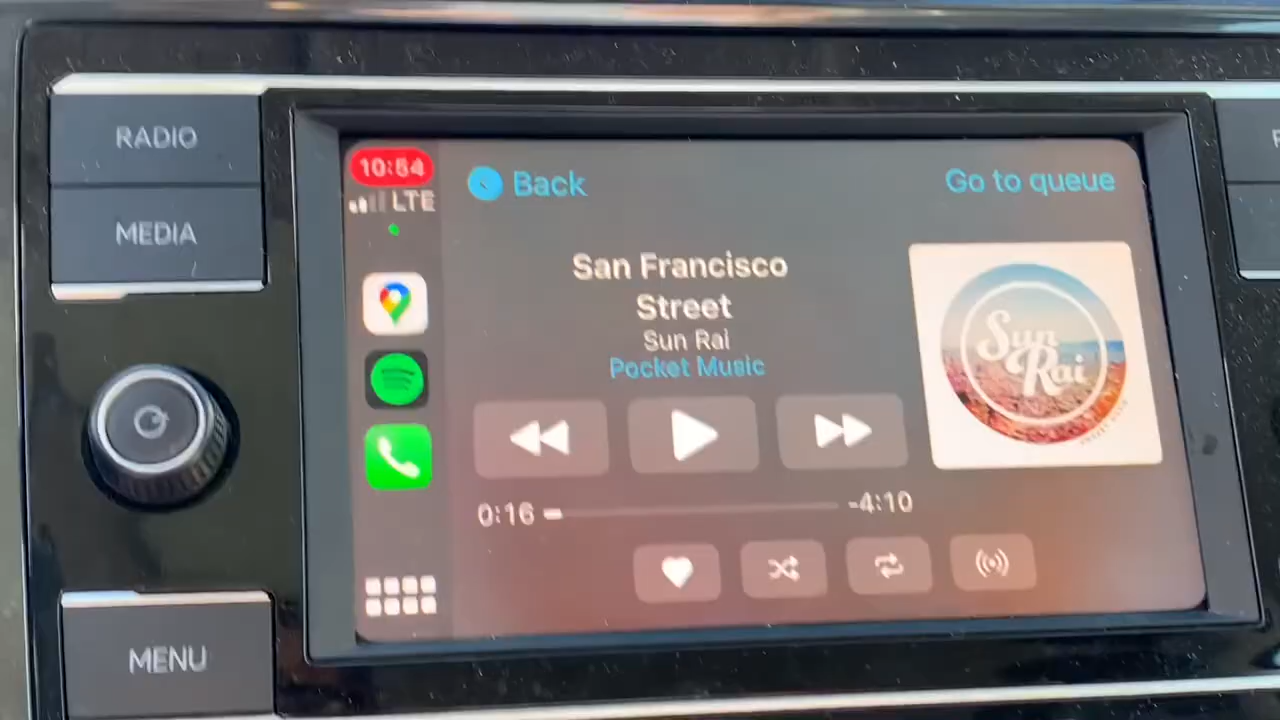 RADIO
MEDIA
MENU
10:54
LTE
Back
Go to queue
San Francisco
Street
Sun Rai
Pocket Music
0:16
-4:10
Sun
Rai